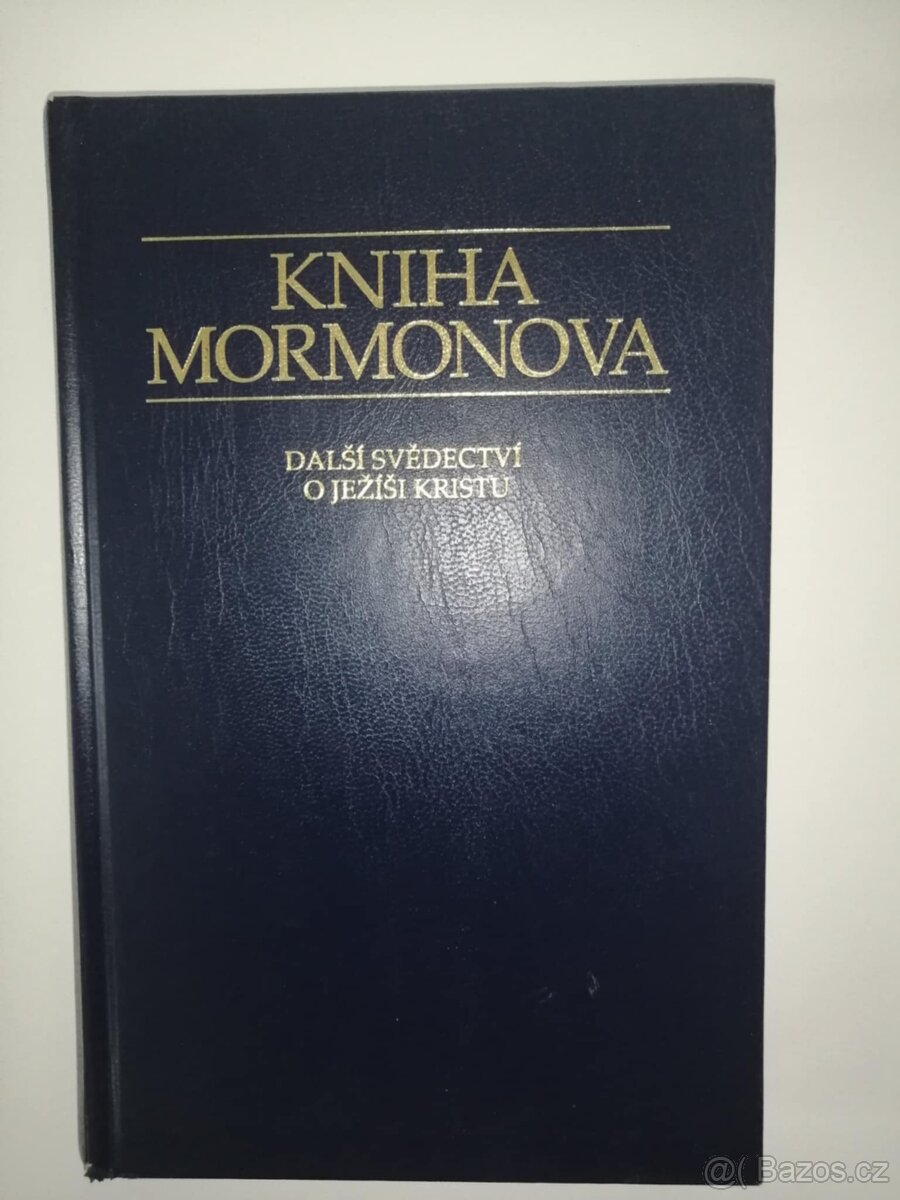 KNIHA
MORMONOVA
DALŠÍ SVĚDECTVÍ
O JEŽÍŠI KRISTU
@( Bazos.cz